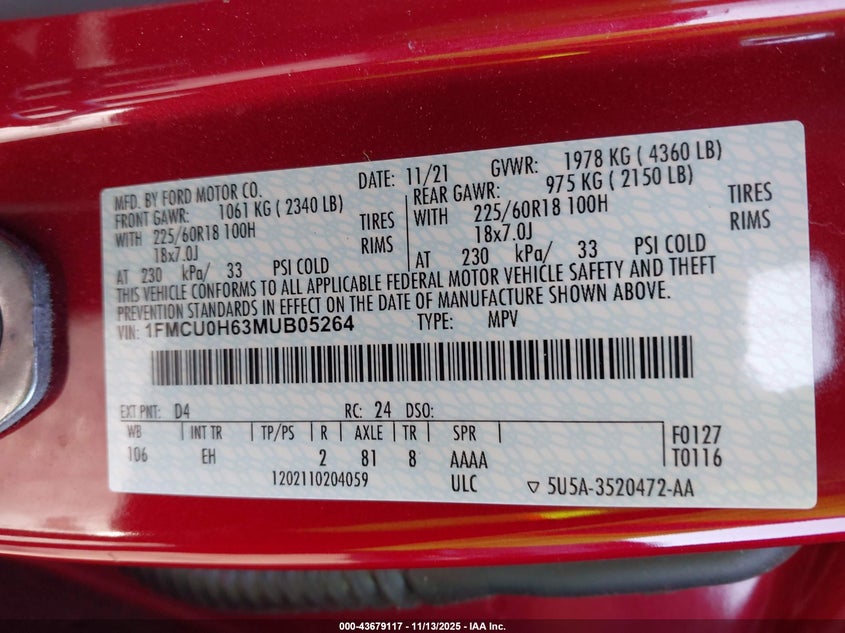 MFD. BY FORD MOTOR CO. DATE: 11/21 GVWR: 1978 KG ( 4360 LB)
FRONT GAWR: 1061 KG ( 2340 LB) REAR GAWR: 975 KG ( 2150 LB)
WITH 225/60R18 100H TIRES WITH 225/60R18 100H TIRES
18x7.0J RIMS 18x7.0J RIMS
AT 230 kPa/ 33 PSI COLD AT 230 kPa/ 33 PSI COLD
THIS VEHICLE CONFORMS TO ALL APPLICABLE FEDERAL MOTOR VEHICLE SAFETY AND THEFT
PREVENTION STANDARDS IN EFFECT ON THE DATE OF MANUFACTURE SHOWN ABOVE.
VIN: 1FMCU0H63MUB05264 TYPE: MPV
EXT PNT: D4 RC: 24 DSO:
WB INT TR TP/PS R AXLE TR SPR F0127
106 EH 2 81 8 AAAA T0116
1202110204059 ULC ▽ 5U5A-3520472-AA
000-43679117 - 11/13/2025 - IAA Inc.